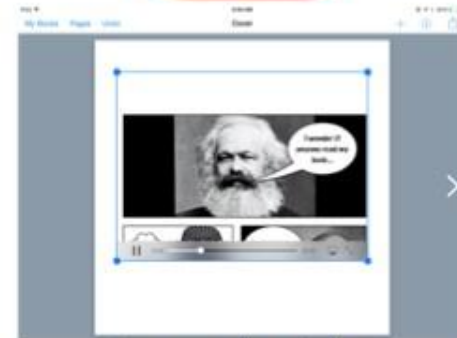 My Books Pages Undo
Cover
I wonder if
anyone read my
book...